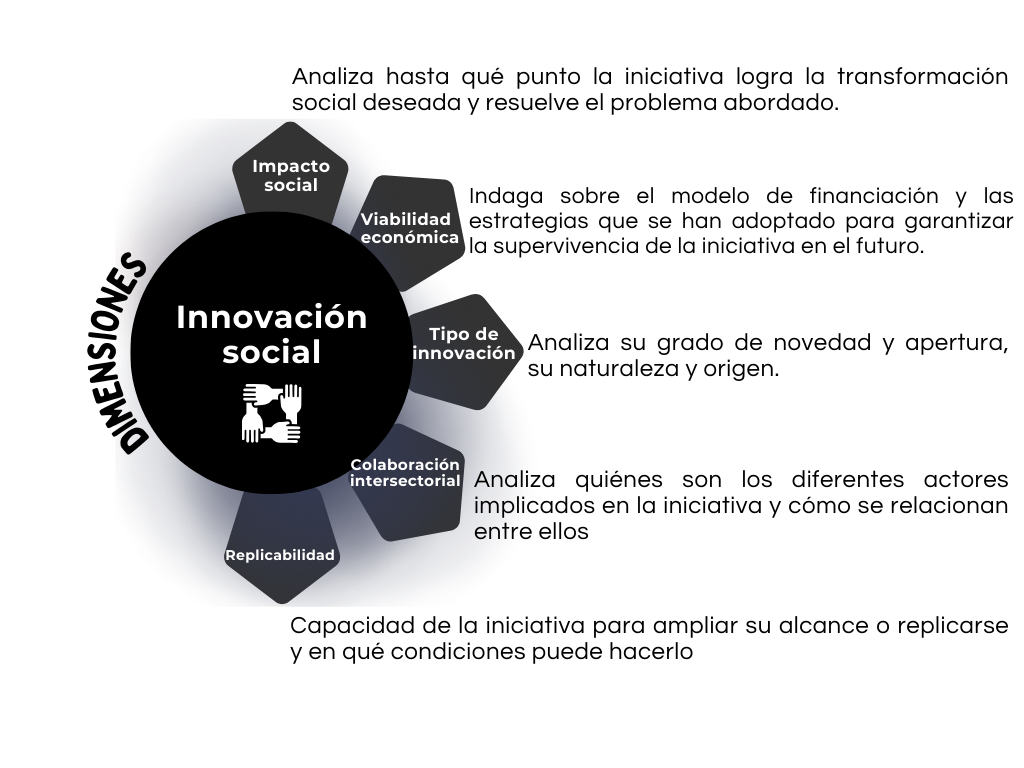 Analiza hasta qué punto la iniciativa logra la transformación
social deseada y resuelve el problema abordado.
Impacto
social
Viabilidad
económica
Indaga sobre el modelo de financiación y las
estrategias que se han adoptado para garantizar
la supervivencia de la iniciativa en el futuro.
DIMENSIONES
Innovación
social
Tipo de
innovación
Analiza su grado de novedad y apertura,
su naturaleza y origen.
Colaboración
intersectorial
Analiza quiénes son los diferentes actores
implicados en la iniciativa y cómo se relacionan
entre ellos
Replicabilidad
Capacidad de la iniciativa para ampliar su alcance o replicarse
y en qué condiciones puede hacerlo